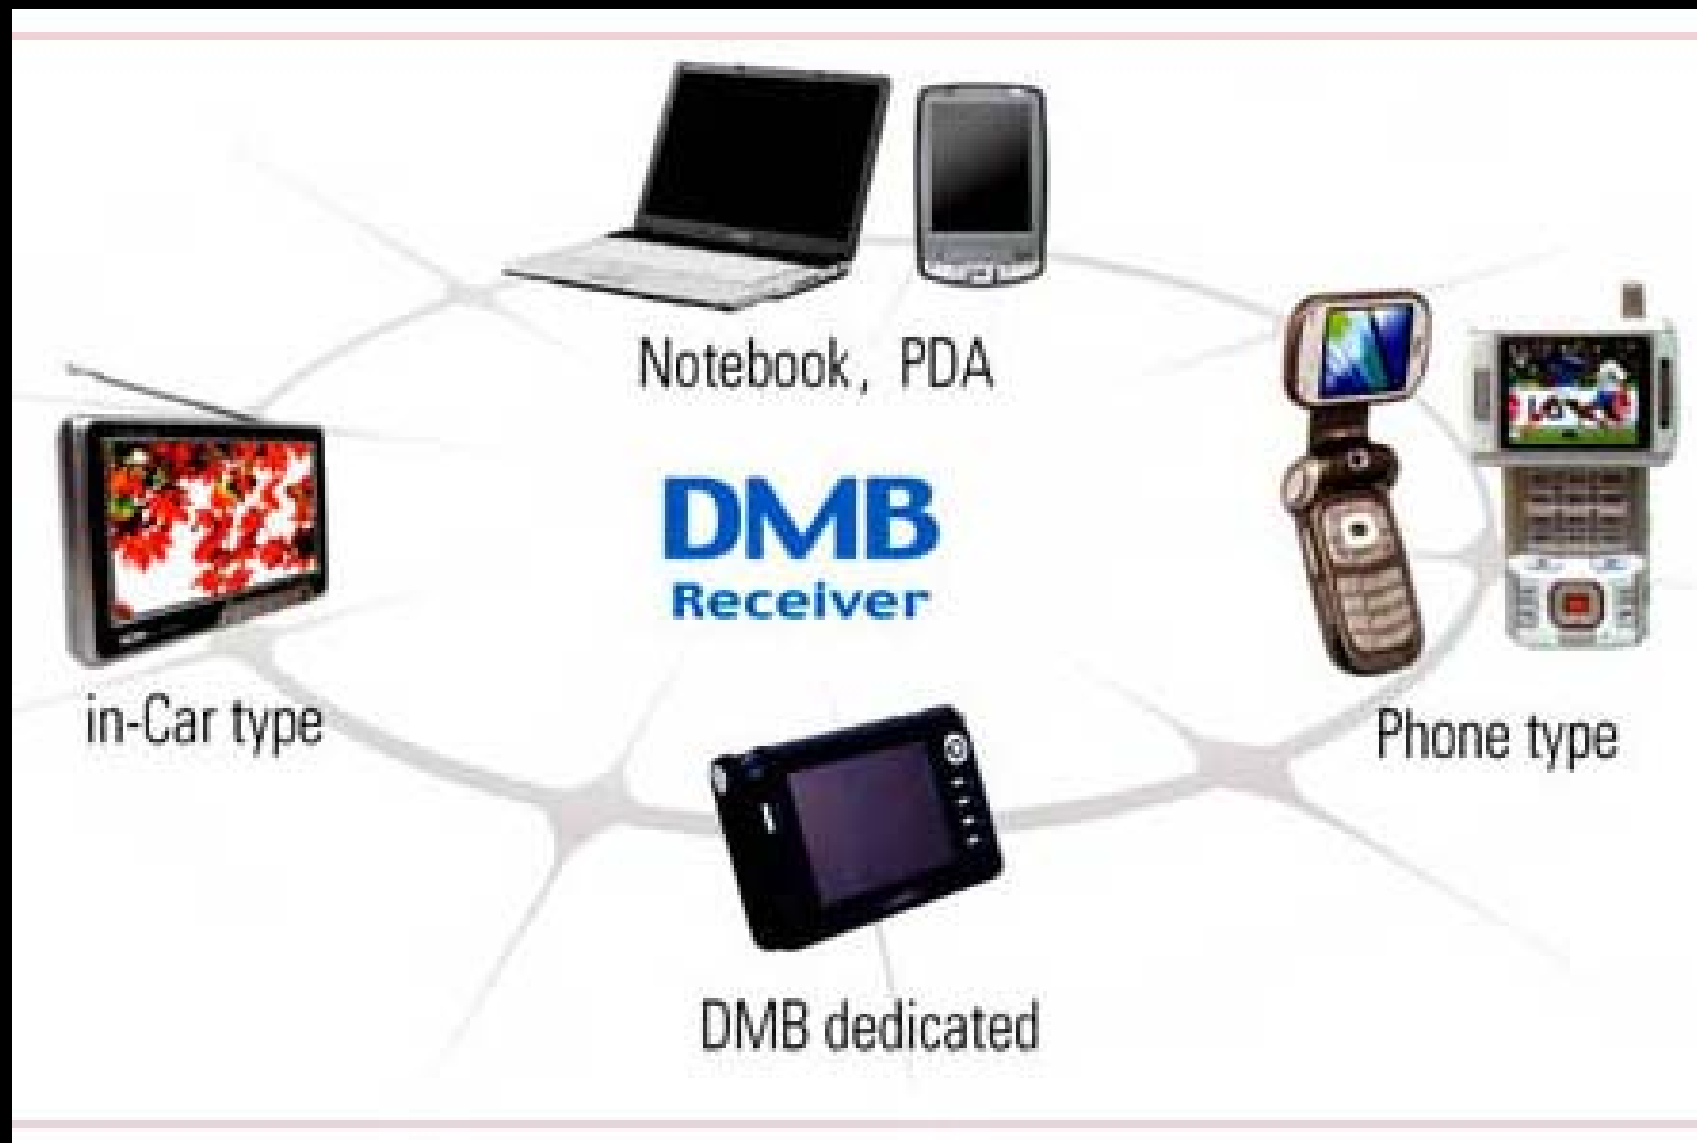 Notebook, PDA
DMB
Receiver
in-Car type
Phone type
DMB dedicated